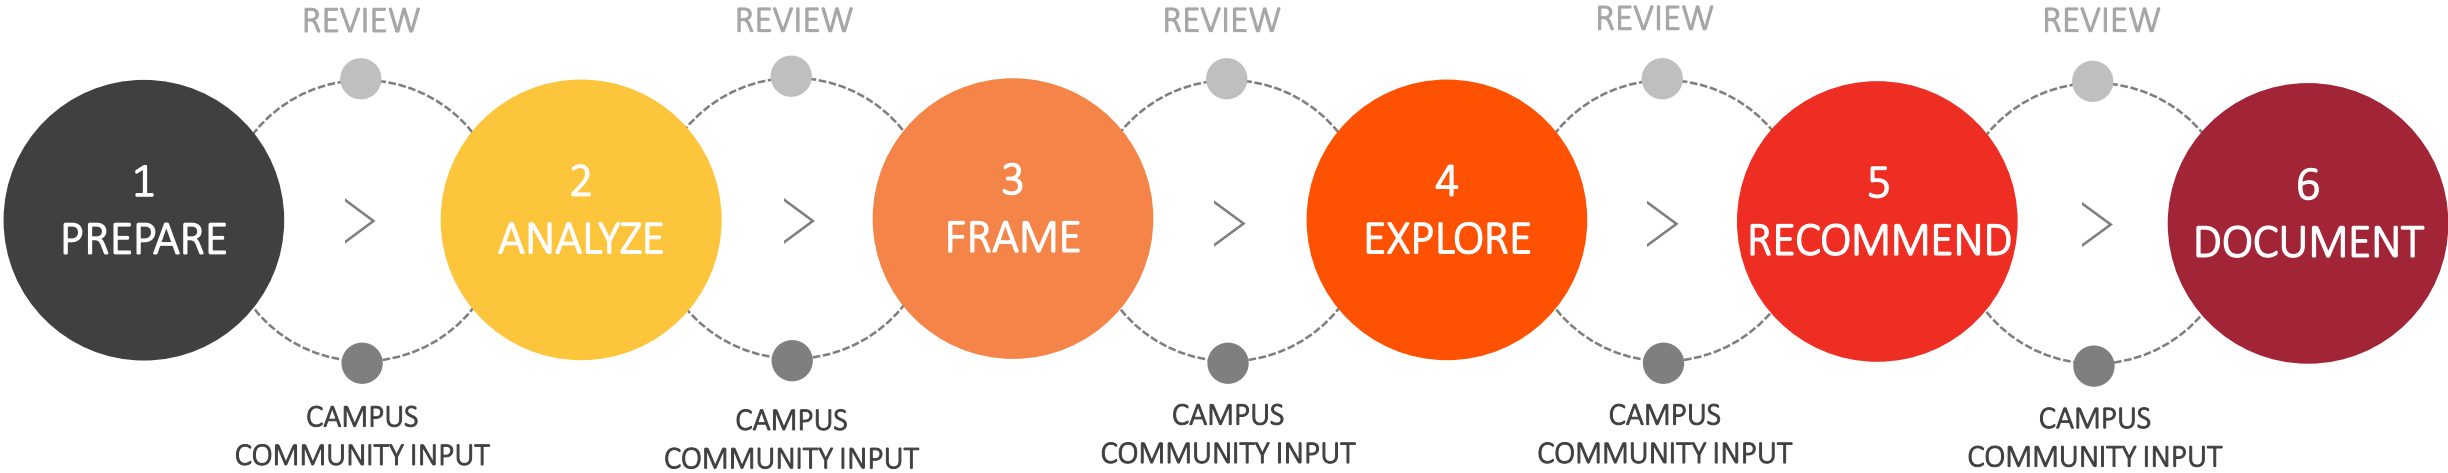 REVIEW
REVIEW
REVIEW
REVIEW
REVIEW
1
PREPARE
>
2
ANALYZE
>
3
FRAME
>
4
EXPLORE
>
5
RECOMMEND
>
6
DOCUMENT
CAMPUS
COMMUNITY INPUT
CAMPUS
COMMUNITY INPUT
CAMPUS
COMMUNITY INPUT
CAMPUS
COMMUNITY INPUT
CAMPUS
COMMUNITY INPUT